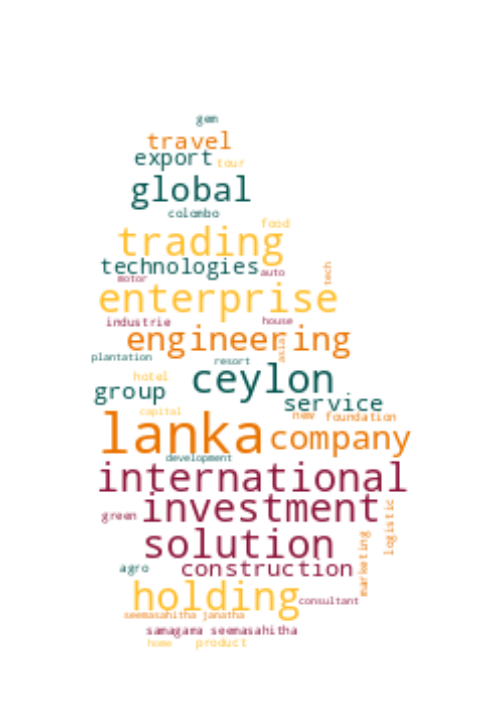 gem
travel
export tour
global
colombo
food
trading
technologies auto
tech
motor
enterprise
industrie house
engineering
asia
plantation resort
hotel ceylon
group service
capital new foundation
lanka company
development
international
investment
green
logistic
solution
marketing
agro construction
holding consultant
seemasahitha janatha
samagama seemasahitha
home product